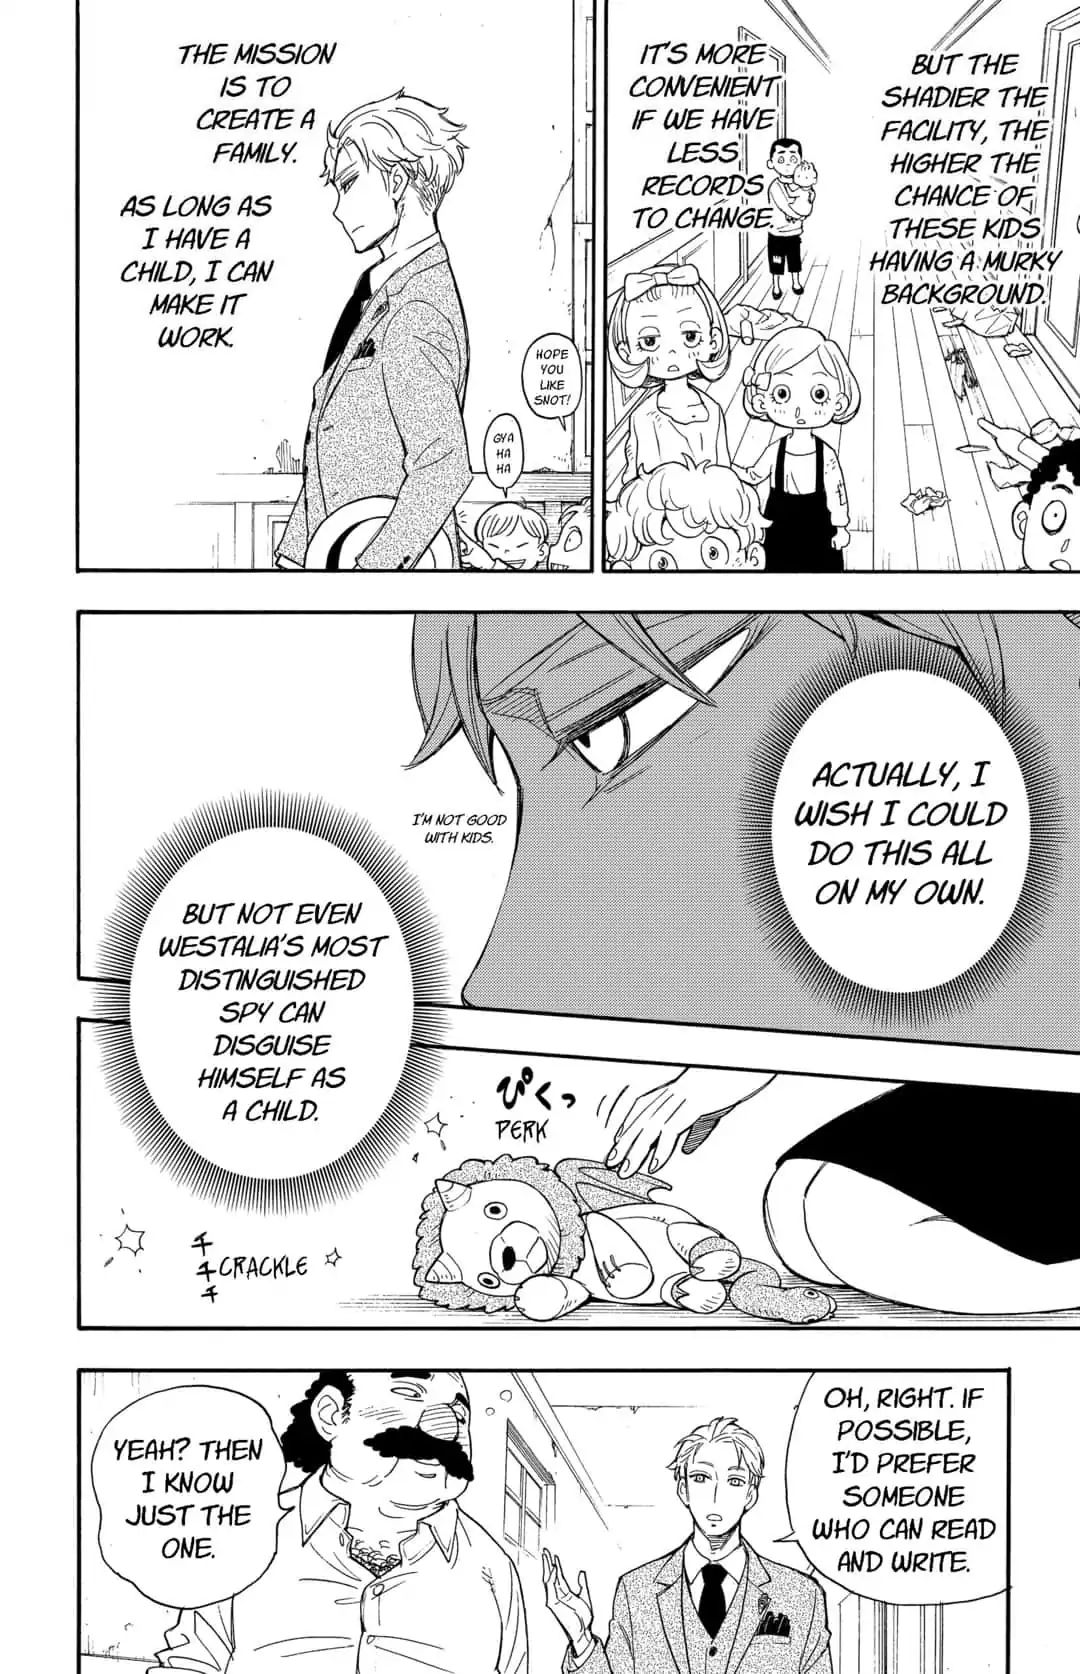 BUT THE
SHADIER THE
FACILITY, THE
HIGHER THE
CHANCE OF
THESE KIDS
HAVING A MURKY
BACKGROUND.
IT'S MORE
CONVENIENT
IF WE HAVE
LESS
RECORDS
TO CHANGE.
THE MISSION
IS TO
CREATE A
FAMILY.
AS LONG AS
I HAVE A
CHILD, I CAN
MAKE IT
WORK.
HOPE
YOU
LIKE
SNOT!
GYA
HA
HA
ACTUALLY, I
WISH I COULD
DO THIS ALL
ON MY OWN.
I'M NOT GOOD
WITH KIDS.
BUT NOT EVEN
WESTALIA'S MOST
DISTINGUISHED
SPY CAN
DISGUISE
HIMSELF AS
A CHILD.
ぴくっ
PERK
チチチ
CRACKLE
OH, RIGHT. IF
POSSIBLE,
I'D PREFER
SOMEONE
WHO CAN READ
AND WRITE.
YEAH? THEN
I KNOW
JUST THE
ONE.